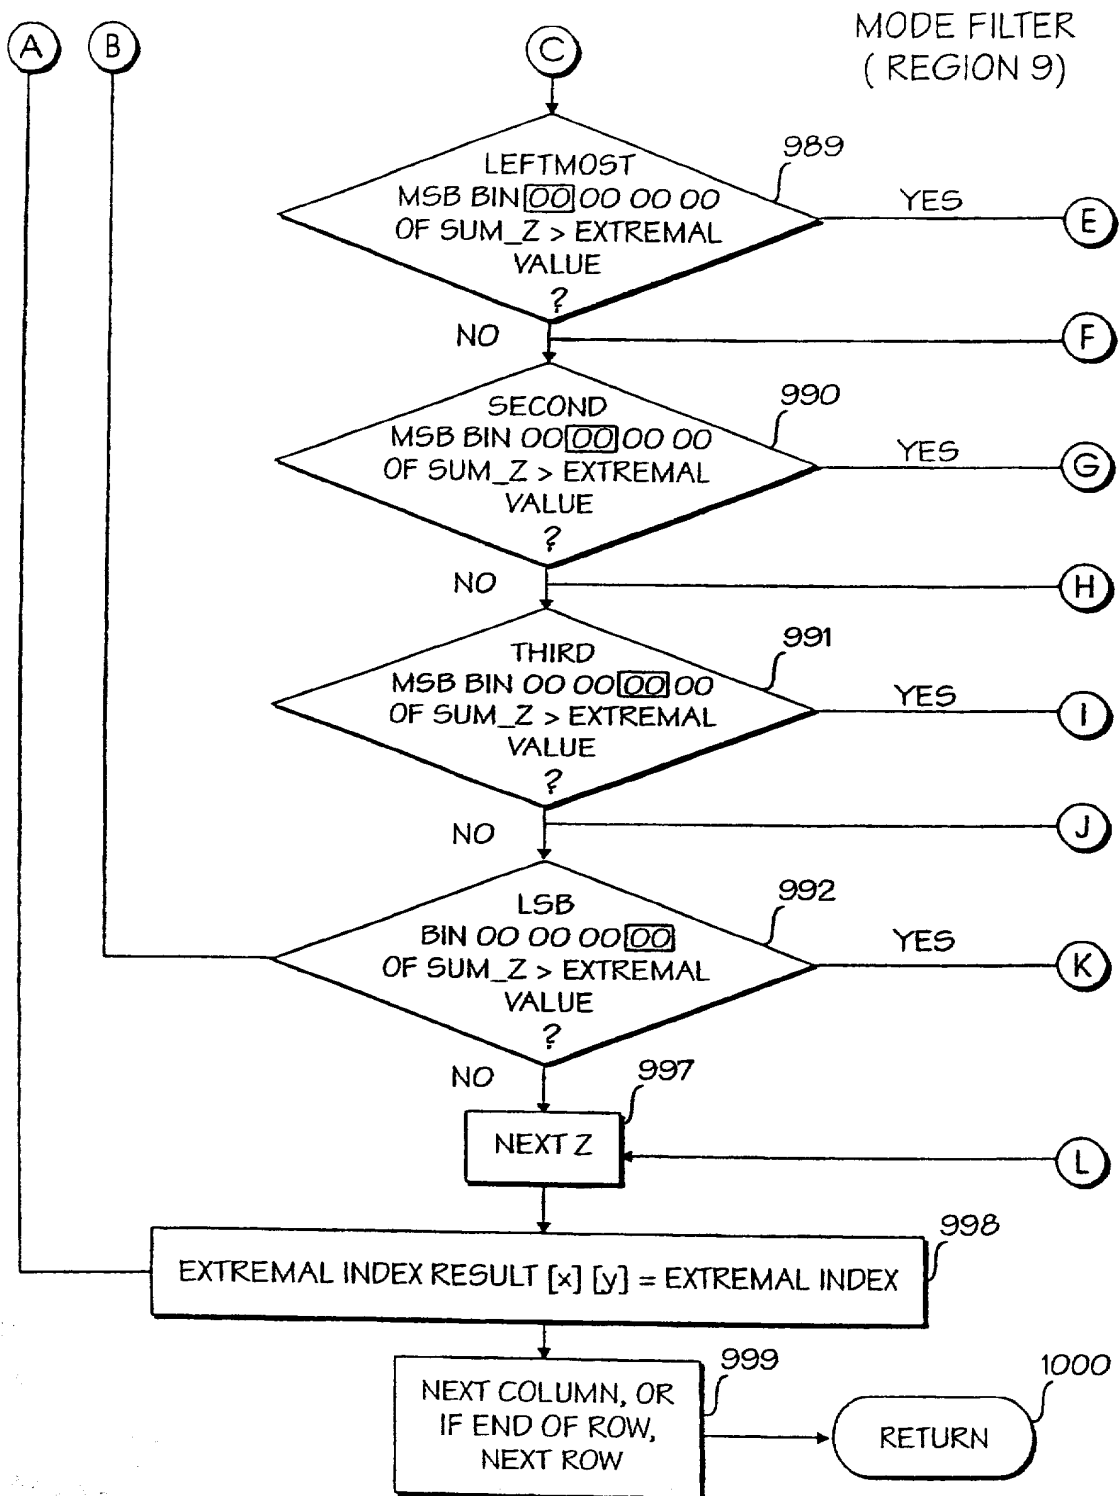 MODE FILTER
( REGION 9)
A
B
C
LEFTMOST
MSB BIN 00 00 00 00
OF SUM_Z > EXTREMAL
VALUE
?
989
YES
E
NO
F
SECOND
MSB BIN 00 00 00 00
OF SUM_Z > EXTREMAL
VALUE
?
990
YES
G
NO
H
THIRD
MSB BIN 00 00 00 00
OF SUM_Z > EXTREMAL
VALUE
?
991
YES
I
NO
J
LSB
BIN 00 00 00 00
OF SUM_Z > EXTREMAL
VALUE
?
992
YES
K
NO
997
NEXT Z
L
998
EXTREMAL INDEX RESULT [x] [y] = EXTREMAL INDEX
999
NEXT COLUMN, OR
IF END OF ROW,
NEXT ROW
1000
RETURN